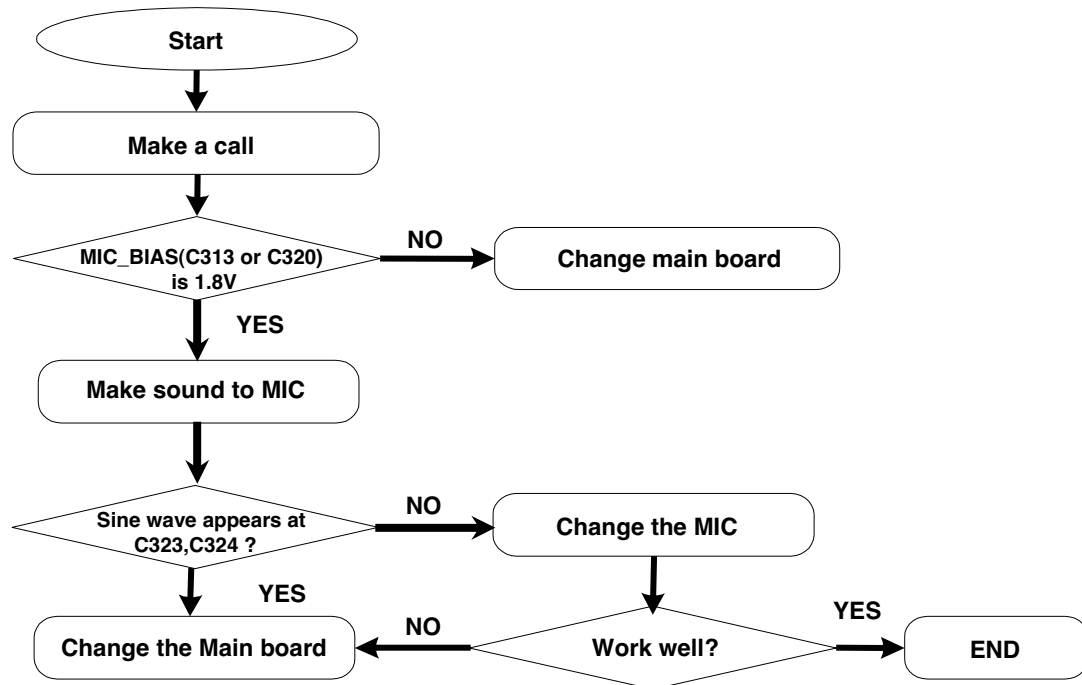 Start
Make a call
MIC_BIAS(C313 or C320)
is 1.8V
NO
Change main board
YES
Make sound to MIC
Sine wave appears at
C323,C324 ?
NO
Change the MIC
YES
Change the Main board
NO
Work well?
YES
END